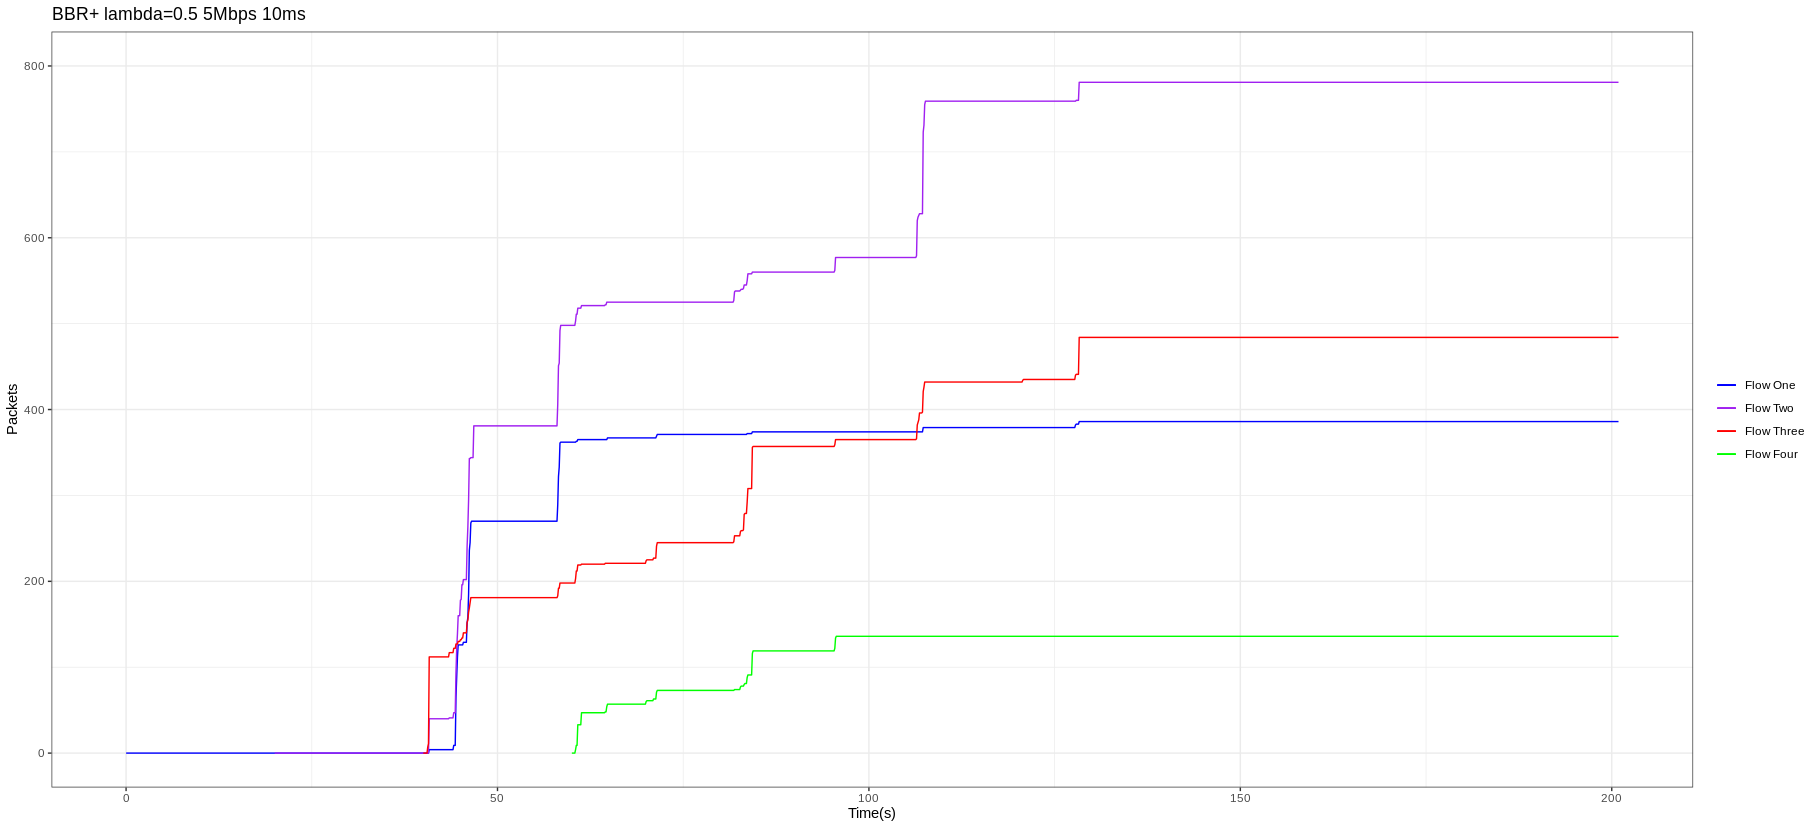 BBR+ lambda=0.5 5Mbps 10ms
800
600
400
200
0
Packets
0 50 100 150 200
Time(s)
Flow One
Flow Two
Flow Three
Flow Four